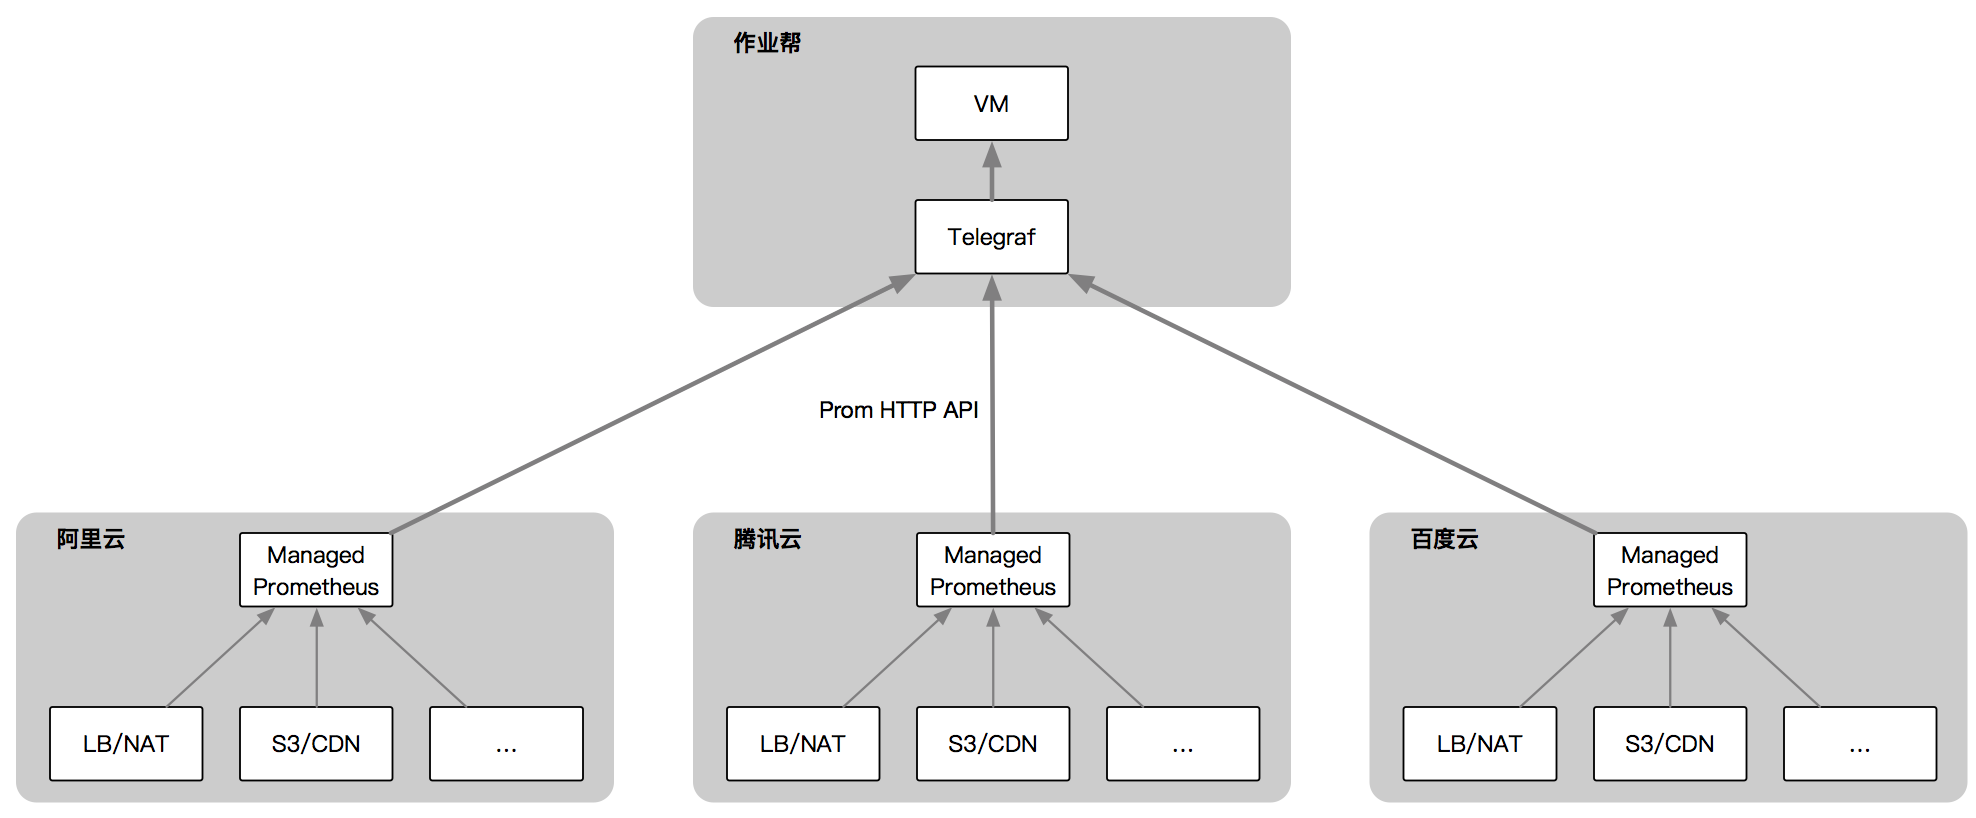 作业帮
VM
Telegraf
Prom HTTP API
阿里云
Managed
Prometheus
LB/NAT
S3/CDN
...
腾讯云
Managed
Prometheus
LB/NAT
S3/CDN
...
百度云
Managed
Prometheus
LB/NAT
S3/CDN
...